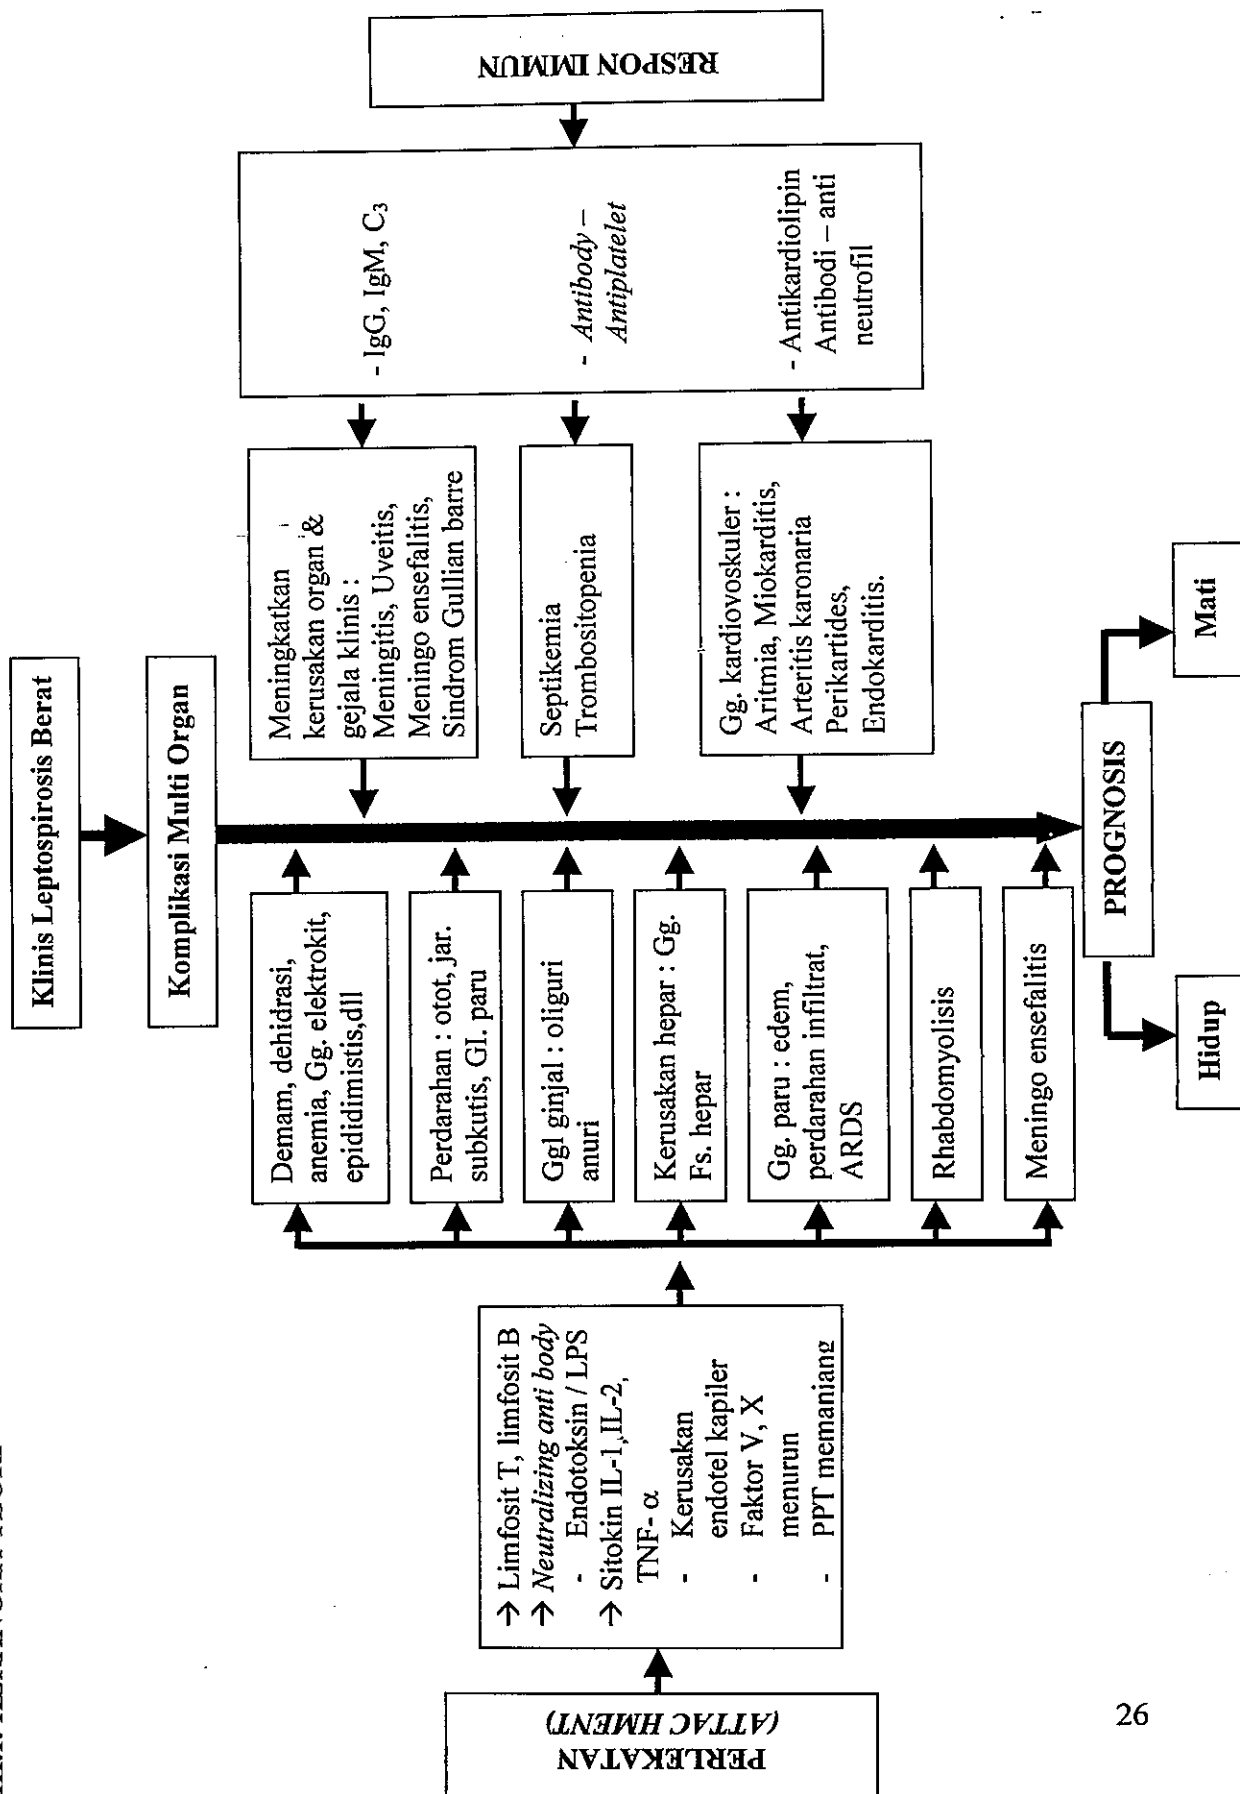 Klinis Leptospirosis Berat
Komplikasi Multi Organ
PERLEKATAN
(ATTAC HMENT)
→ Limfosit T, limfosit B
→ Neutralizing anti body
- Endotoksin / LPS
→ Sitokin IL-1,IL-2,
TNF- α
- Kerusakan
endotel kapiler
- Faktor V, X
menurun
- PPT memanjang
Demam, dehidrasi,
anemia, Gg. elektrokit,
epididimistis,dll
Perdarahan : otot, jar.
subkutis, GI. paru
Ggl ginjal : oliguri
anuri
Kerusakan hepar : Gg.
Fs. hepar
Gg. paru : edem,
perdarahan infiltrat,
ARDS
Rhabdomyolisis
Meningo ensefalitis
Meningkatkan
kerusakan organ &
gejala klinis :
Meningitis, Uveitis,
Meningo ensefalitis,
Sindrom Gullian barre
Septikemia
Trombositopenia
Gg. kardiovoskuler :
Aritmia, Miokarditis,
Arteritis karonaria
Perikartides,
Endokarditis.
- IgG, IgM, C3
- Antibody –
Antiplatelet
- Antikardiolipin
Antibodi – anti
neutrofil
RESPON IMMUN
PROGNOSIS
Hidup
Mati
26